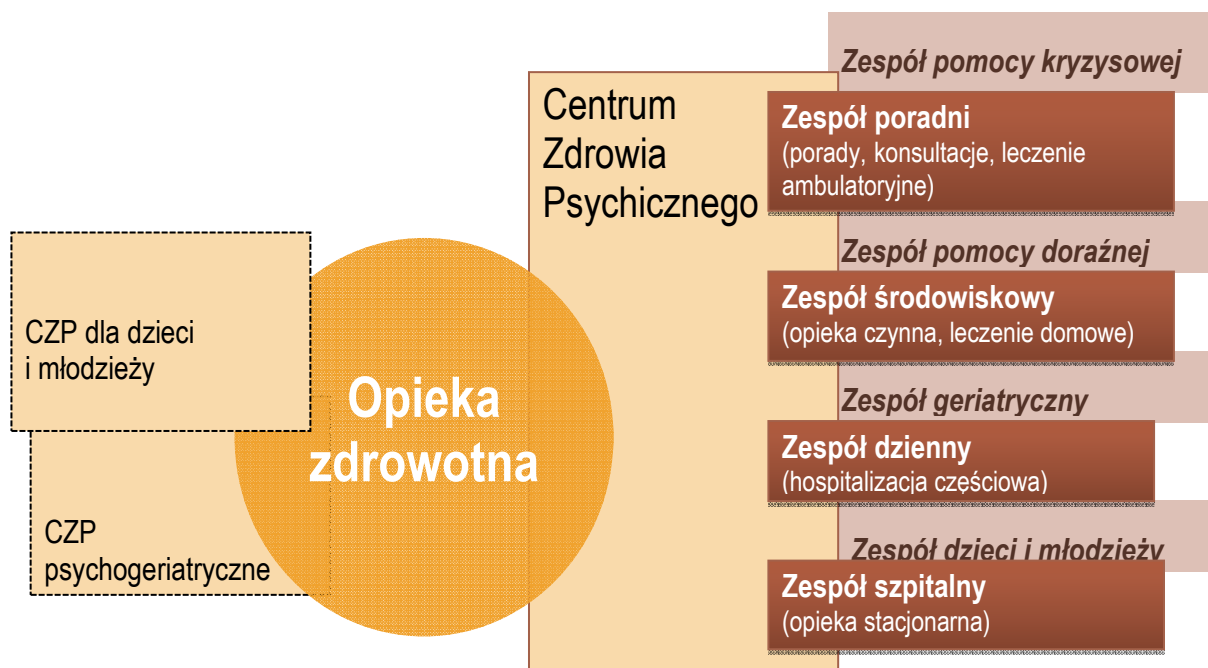 CZP dla dzieci
i młodzieży
CZP
psychogeriatryczne
Opieka
zdrowotna
Centrum
Zdrowia
Psychicznego
Zespół pomocy kryzysowej
Zespół poradni
(porady, konsultacje, leczenie
ambulatoryjne)
Zespół pomocy doraźnej
Zespół środowiskowy
(opieka czynna, leczenie domowe)
Zespół geriatryczny
Zespół dzienny
(hospitalizacja częściowa)
Zespół dzieci i młodzieży
Zespół szpitalny
(opieka stacjonarna)